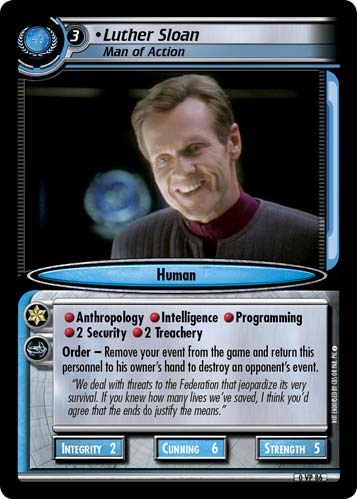 3
•Luther Sloan
Man of Action
Human
•Anthropology •Intelligence •Programming
•2 Security •2 Treachery
Order – Remove your event from the game and return this
personnel to his owner's hand to destroy an opponent's event.
"We deal with threats to the Federation that jeopardize its very
survival. If you knew how many lives we've saved, I think you'd
agree that the ends do justify the means."
INTEGRITY 2
CUNNING 6
STRENGTH 5
0 VP 86